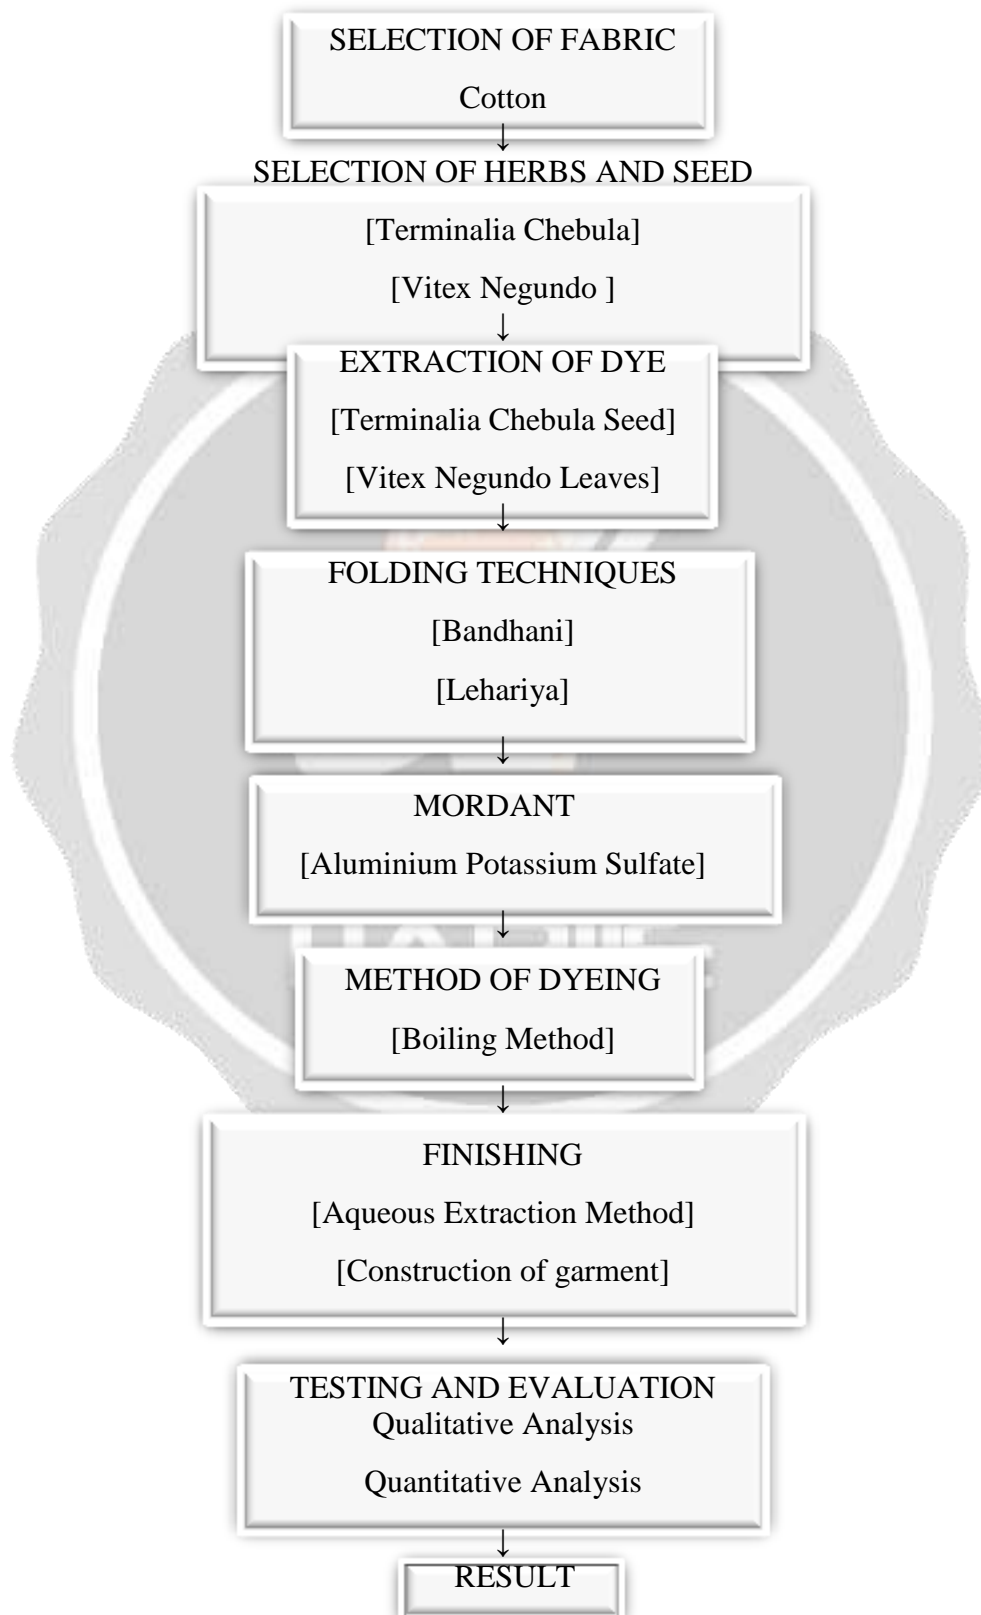 SELECTION OF FABRIC
Cotton
↓
SELECTION OF HERBS AND SEED
[Terminalia Chebula]
[Vitex Negundo ]
↓
EXTRACTION OF DYE
[Terminalia Chebula Seed]
[Vitex Negundo Leaves]
↓
FOLDING TECHNIQUES
[Bandhani]
[Lehariya]
↓
MORDANT
[Aluminium Potassium Sulfate]
↓
METHOD OF DYEING
[Boiling Method]
↓
FINISHING
[Aqueous Extraction Method]
[Construction of garment]
↓
TESTING AND EVALUATION
Qualitative Analysis
Quantitative Analysis
↓
RESULT